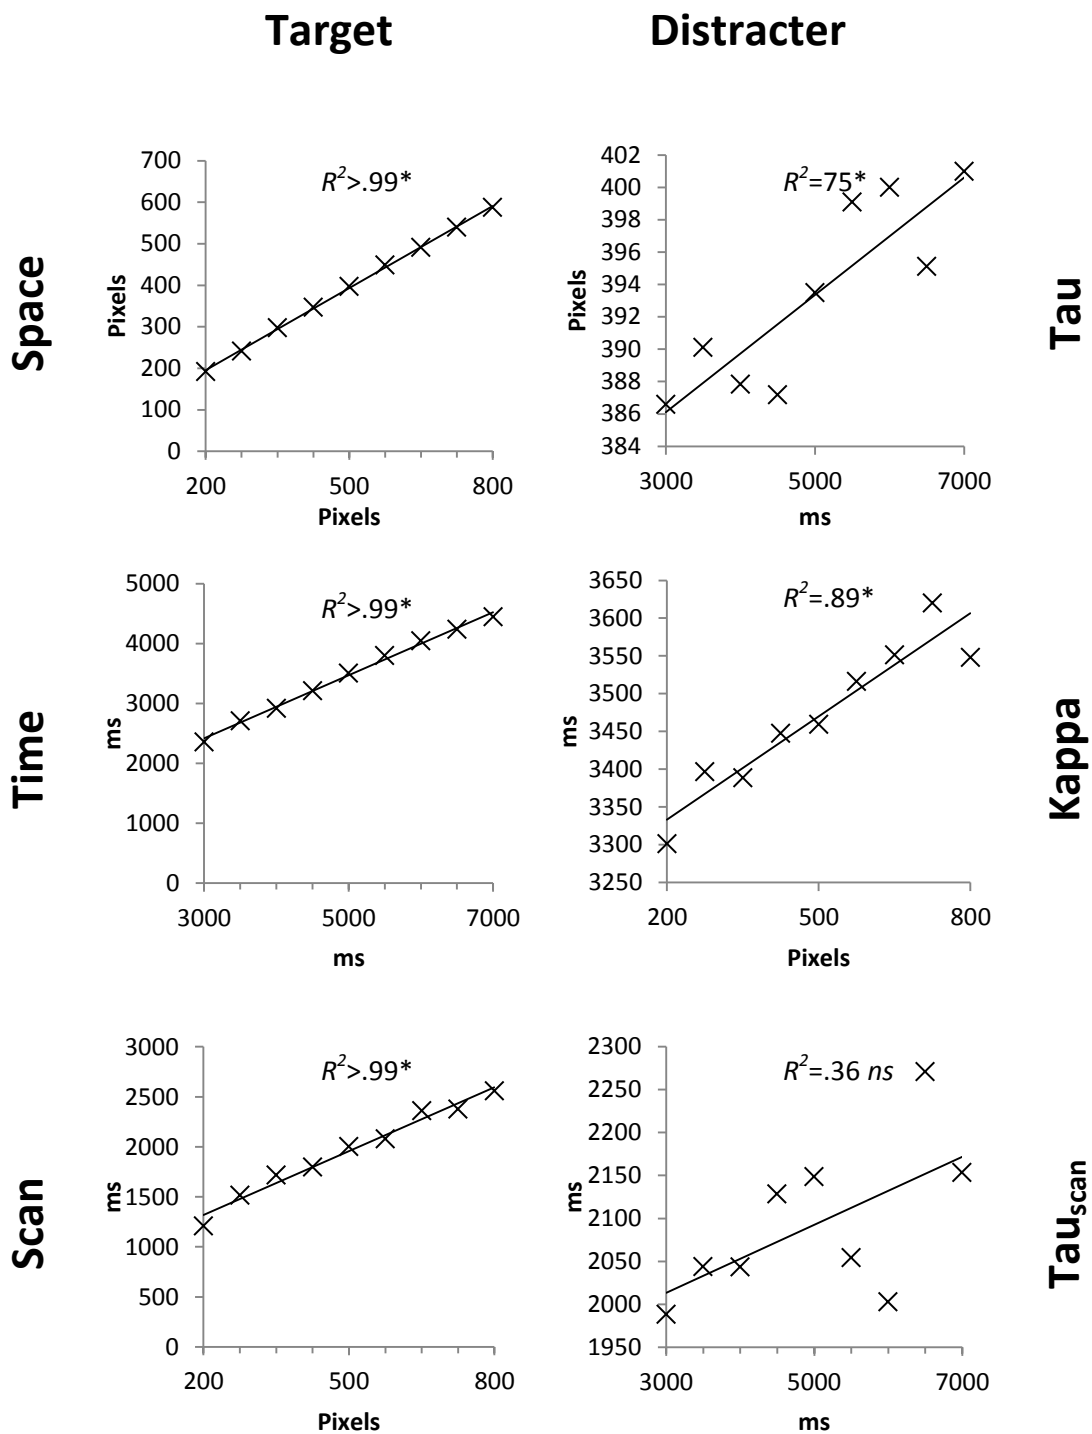 Target Distracter
Space
Pixels
700
600
500
400
300
200
100
0
R²>.99*
200 500 800
Pixels
Pixels
402
400
398
396
394
392
390
388
386
384
R²=75*
3000 5000 7000
ms
Tau
Time
ms
5000
4000
3000
2000
1000
0
R²>.99*
3000 5000 7000
ms
ms
3650
3600
3550
3500
3450
3400
3350
3300
3250
R²=.89*
200 500 800
Pixels
Kappa
Scan
ms
3000
2500
2000
1500
1000
500
0
R²>.99*
200 500 800
Pixels
ms
2300
2250
2200
2150
2100
2050
2000
1950
R²=.36 ns
3000 5000 7000
ms
Tau scan